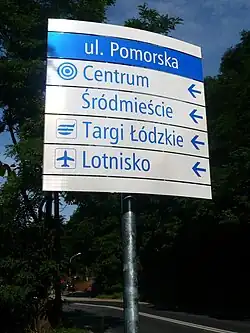 ul. Pomorska
Centrum
Śródmieście
Targi Łódzkie
Lotnisko